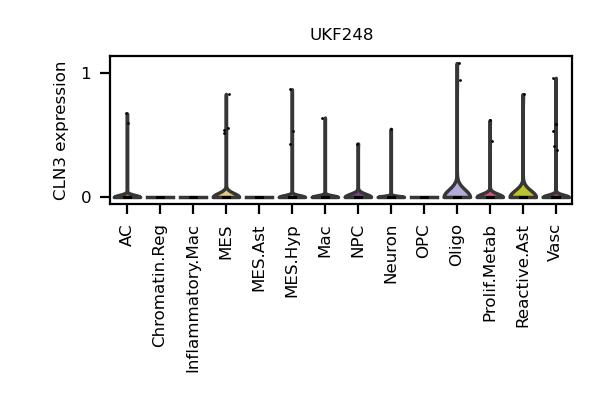 UKF248
CLN3 expression
1
0
AC
Chromatin.Reg
Inflammatory.Mac
MES
MES.Ast
MES.Hyp
Mac
NPC
Neuron
OPC
Oligo
Prolif.Metab
Reactive.Ast
Vasc